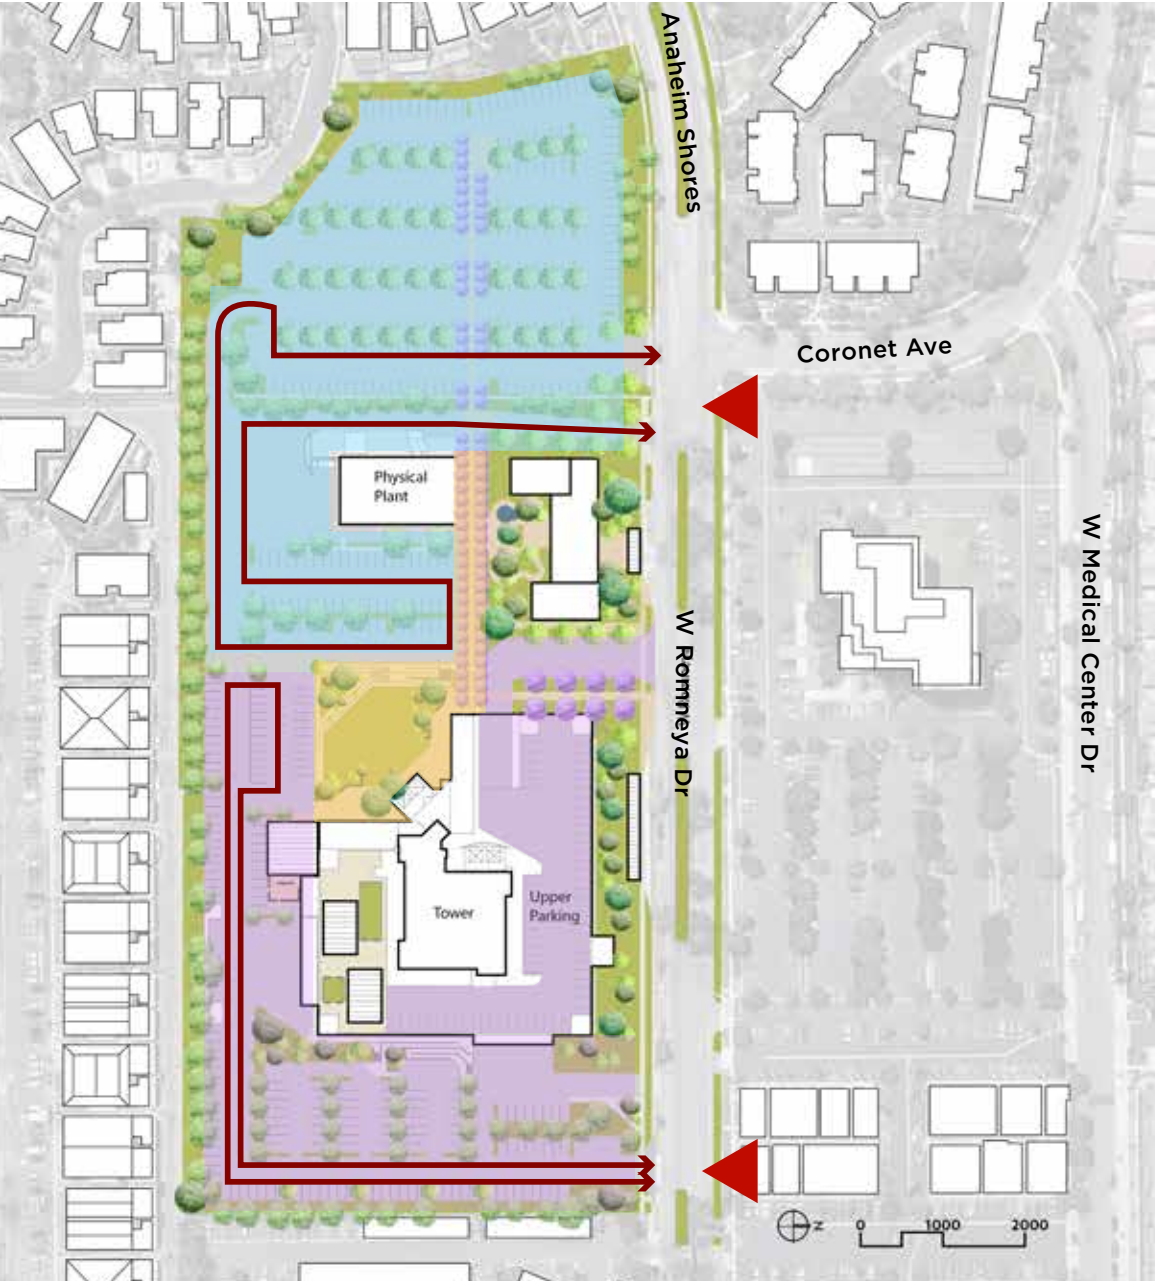 Anaheim Shores
Coronet Ave
Physical
Plant
W Medical Center Dr
W Romneya Dr
Upper
Parking
Tower
N
0 1000 2000